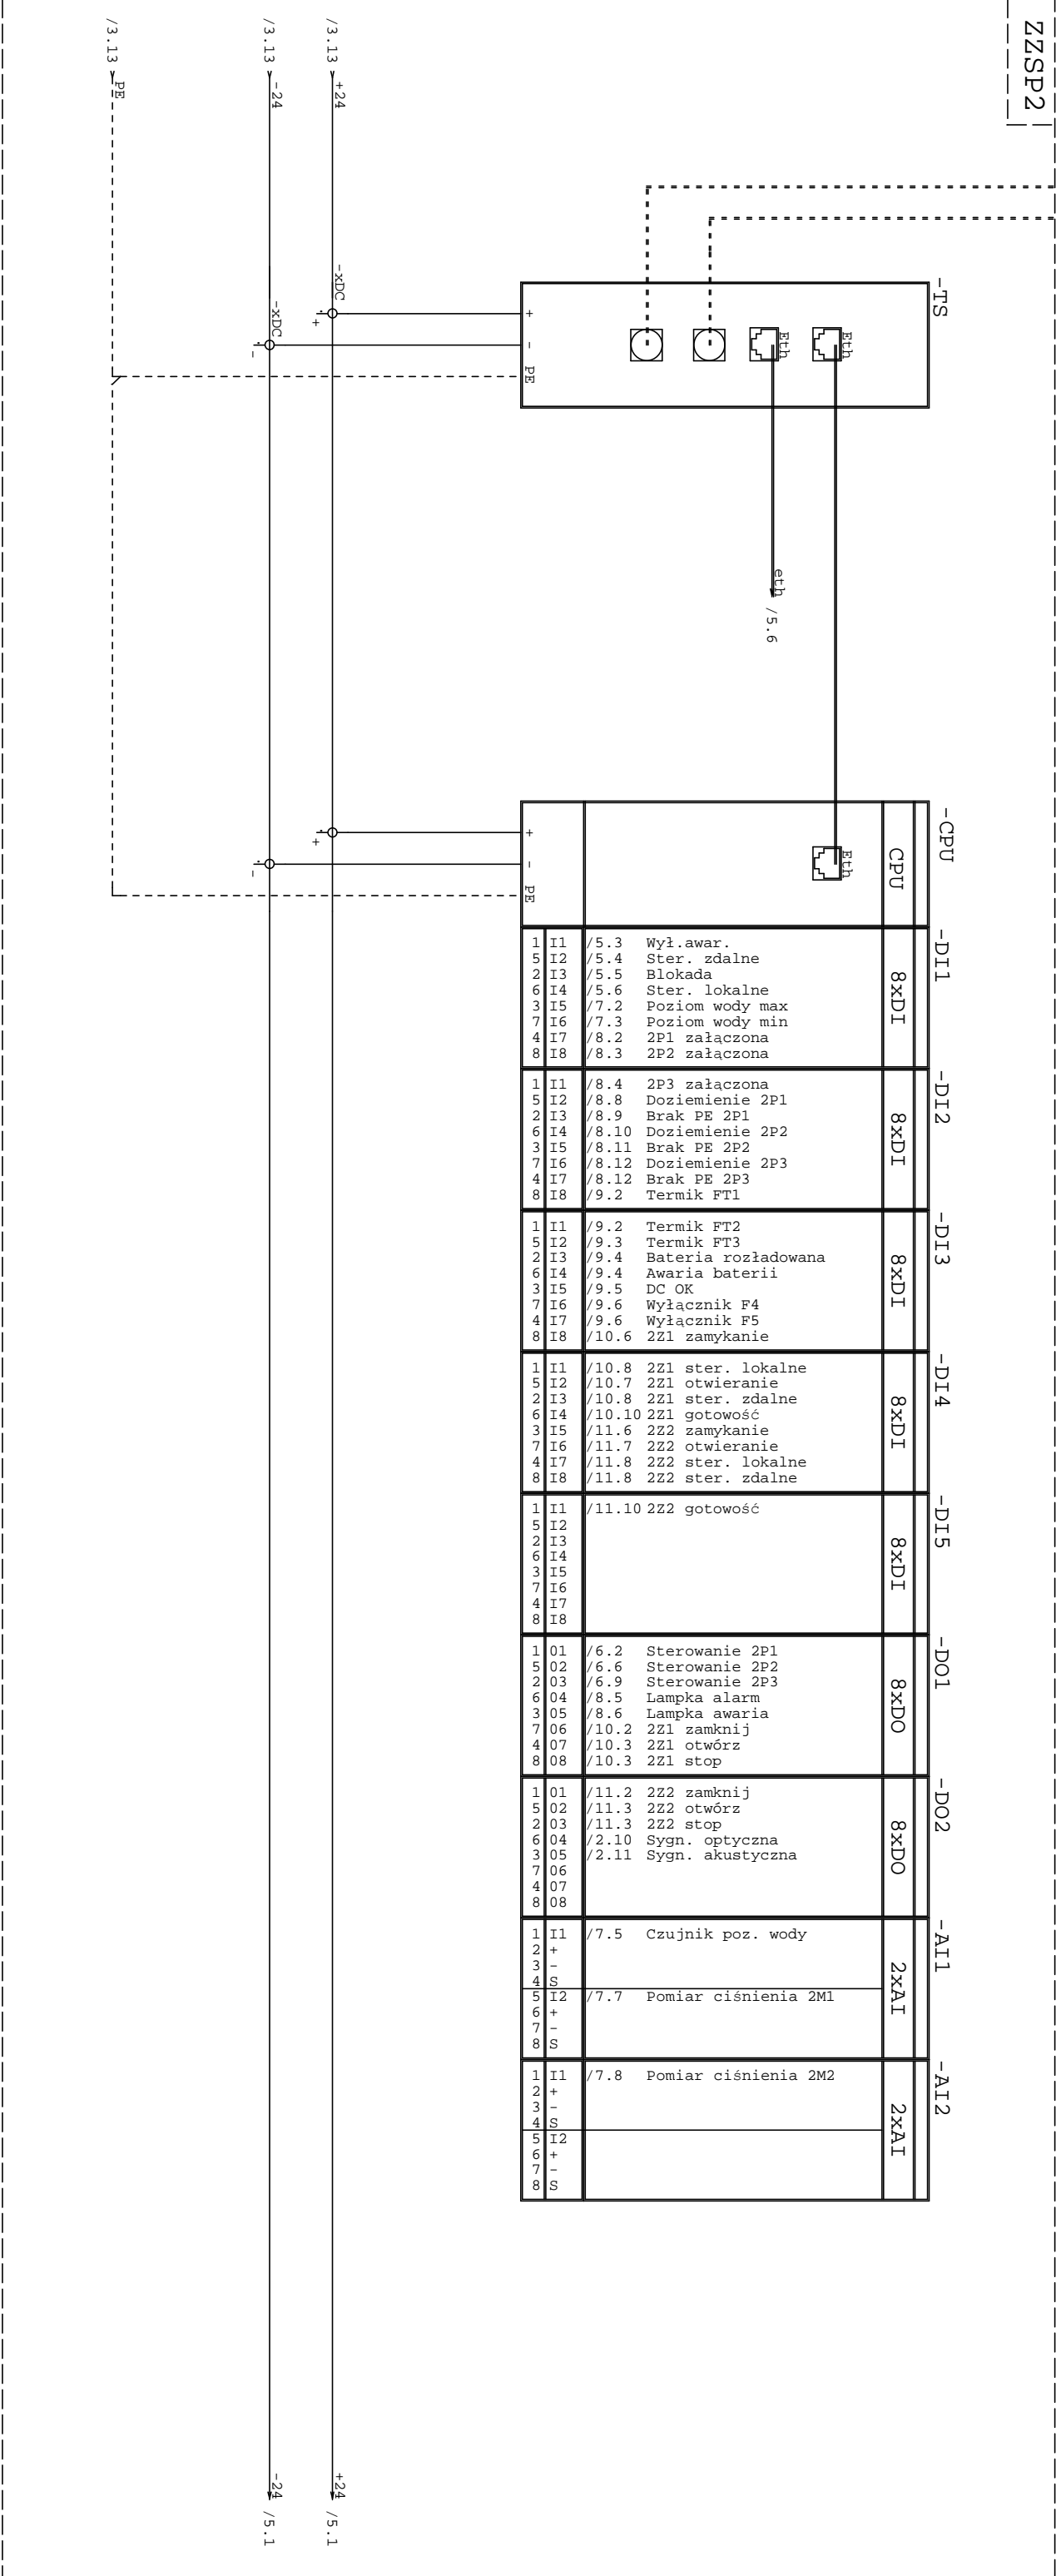 ZZSP2
/3.13 PE
/3.13 -24
/3.13 +24
-TS
-xDC
-xDC
+
-
+
-
PE
Eth
Eth
eth /5.6
-CPU
CPU
Eth
+
-
PE
+
-
-DI1
8xDI
1 I1 /5.3 Wył.awar.
5 I2 /5.4 Ster. zdalne
2 I3 /5.5 Blokada
6 I4 /5.6 Ster. lokalne
3 I5 /7.2 Poziom wody max
7 I6 /7.3 Poziom wody min
4 I7 /8.2 2P1 załączona
8 I8 /8.3 2P2 załączona
-DI2
8xDI
1 I1 /8.4 2P3 załączona
5 I2 /8.8 Doziemienie 2P1
2 I3 /8.9 Brak PE 2P1
6 I4 /8.10 Doziemienie 2P2
3 I5 /8.11 Brak PE 2P2
7 I6 /8.12 Doziemienie 2P3
4 I7 /8.12 Brak PE 2P3
8 I8 /9.2 Termik FT1
-DI3
8xDI
1 I1 /9.2 Termik FT2
5 I2 /9.3 Termik FT3
2 I3 /9.4 Bateria rozładowana
6 I4 /9.4 Awaria baterii
3 I5 /9.5 DC OK
7 I6 /9.6 Wyłącznik F4
4 I7 /9.6 Wyłącznik F5
8 I8 /10.6 2Z1 zamykanie
-DI4
8xDI
1 I1 /10.8 2Z1 ster. lokalne
5 I2 /10.7 2Z1 otwieranie
2 I3 /10.8 2Z1 ster. zdalne
6 I4 /10.10 2Z1 gotowość
3 I5 /11.6 2Z2 zamykanie
7 I6 /11.7 2Z2 otwieranie
4 I7 /11.8 2Z2 ster. lokalne
8 I8 /11.8 2Z2 ster. zdalne
-DI5
8xDI
1 I1 /11.10 2Z2 gotowość
5 I2
2 I3
6 I4
3 I5
7 I6
4 I7
8 I8
-DO1
8xDO
1 O1 /6.2 Sterowanie 2P1
5 O2 /6.6 Sterowanie 2P2
2 O3 /6.9 Sterowanie 2P3
6 O4 /8.5 Lampka alarm
3 O5 /8.6 Lampka awaria
7 O6 /10.2 2Z1 zamknij
4 O7 /10.3 2Z1 otwórz
8 O8 /10.3 2Z1 stop
-DO2
8xDO
1 O1 /11.2 2Z2 zamknij
5 O2 /11.3 2Z2 otwórz
2 O3 /11.3 2Z2 stop
6 O4 /2.10 Sygn. optyczna
3 O5 /2.11 Sygn. akustyczna
7 O6
4 O7
8 O8
-AI1
2xAI
1 I1 /7.5 Czujnik poz. wody
2 +
3 -
4 S
5 I2 /7.7 Pomiar ciśnienia 2M1
6 +
7 -
8 S
-AI2
2xAI
1 I1 /7.8 Pomiar ciśnienia 2M2
2 +
3 -
4 S
5 I2
6 +
7 -
8 S
-24 /5.1
+24 /5.1